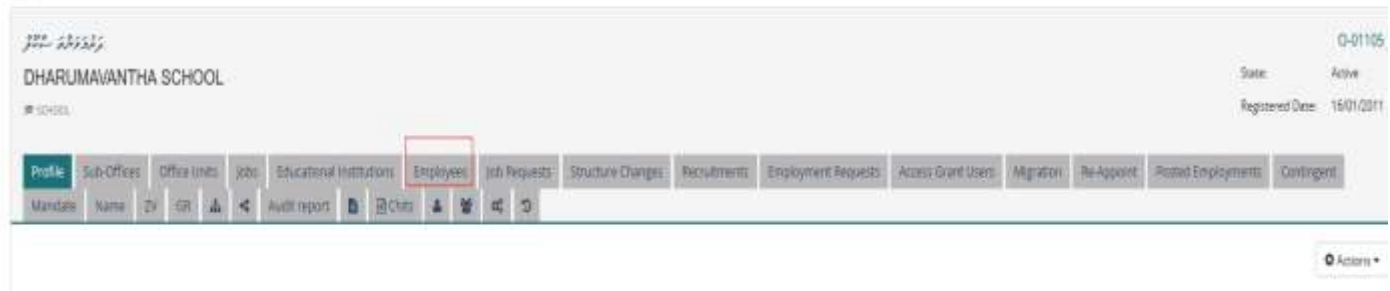 O-01105
DHARUMAVANTHA SCHOOL
State: Active
SCHOOL
Registered Date: 16/01/2011
Profile Sub-Offices Office Units Jobs Educational Institutions Employees Job Requests Structure Changes Recruitments Employment Requests Access Grant Users Migration Re-Appoint Posted Employments Contingent
Mandate Name ZV GR Audit report Chits
Actions